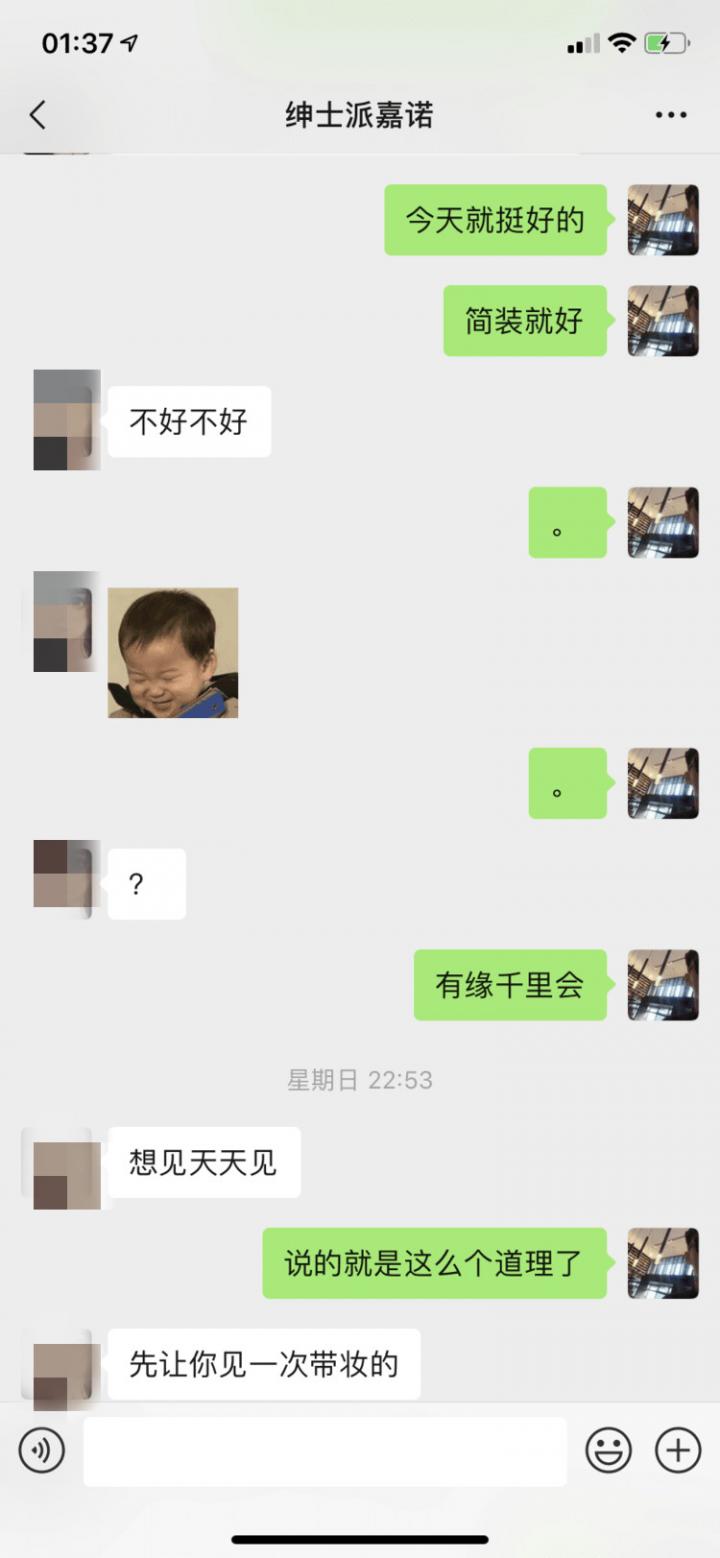 01:37
绅士派嘉诺
今天就挺好的
简装就好
不好不好
。
。
?
有缘千里会
星期日 22:53
想见天天见
说的就是这么个道理了
先让你见一次带妆的